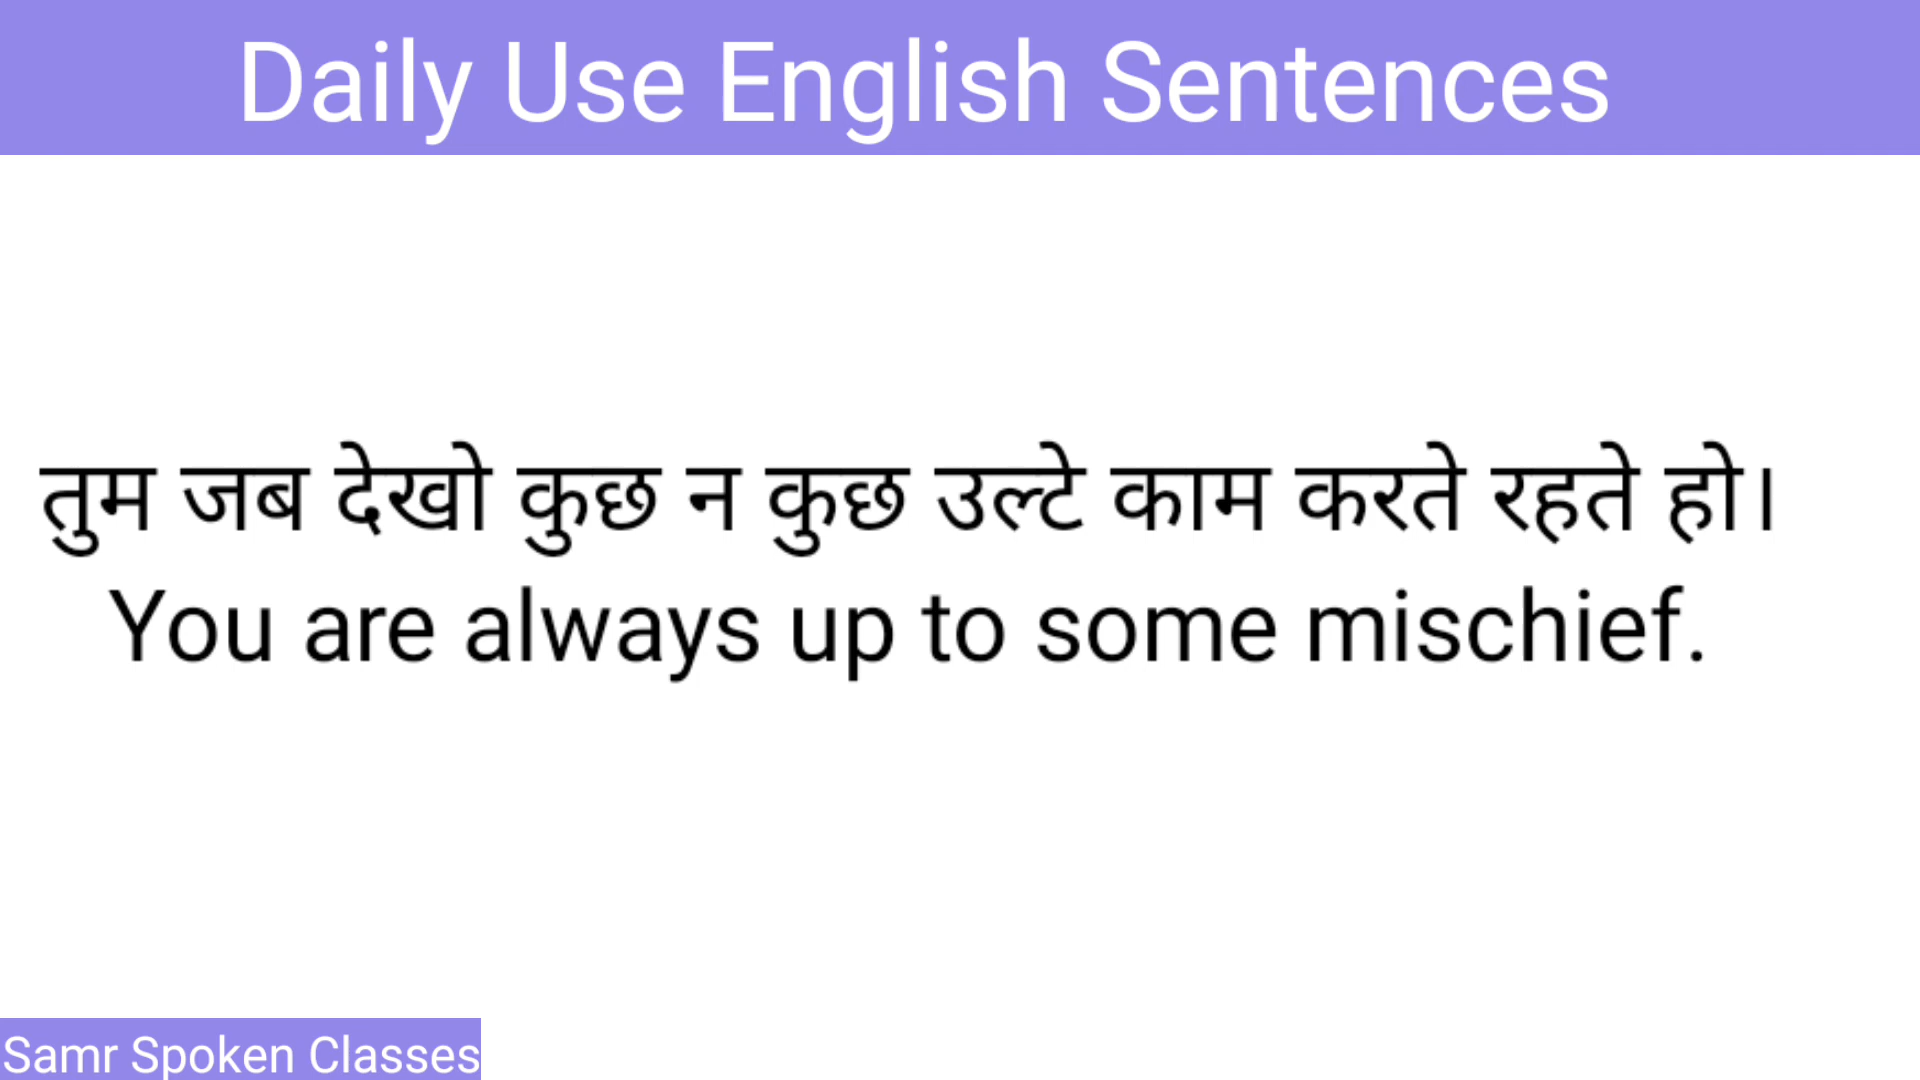 Daily Use English Sentences
तुम जब देखो कुछ न कुछ उल्टे काम करते रहते हो।
You are always up to some mischief.
Samr Spoken Classes